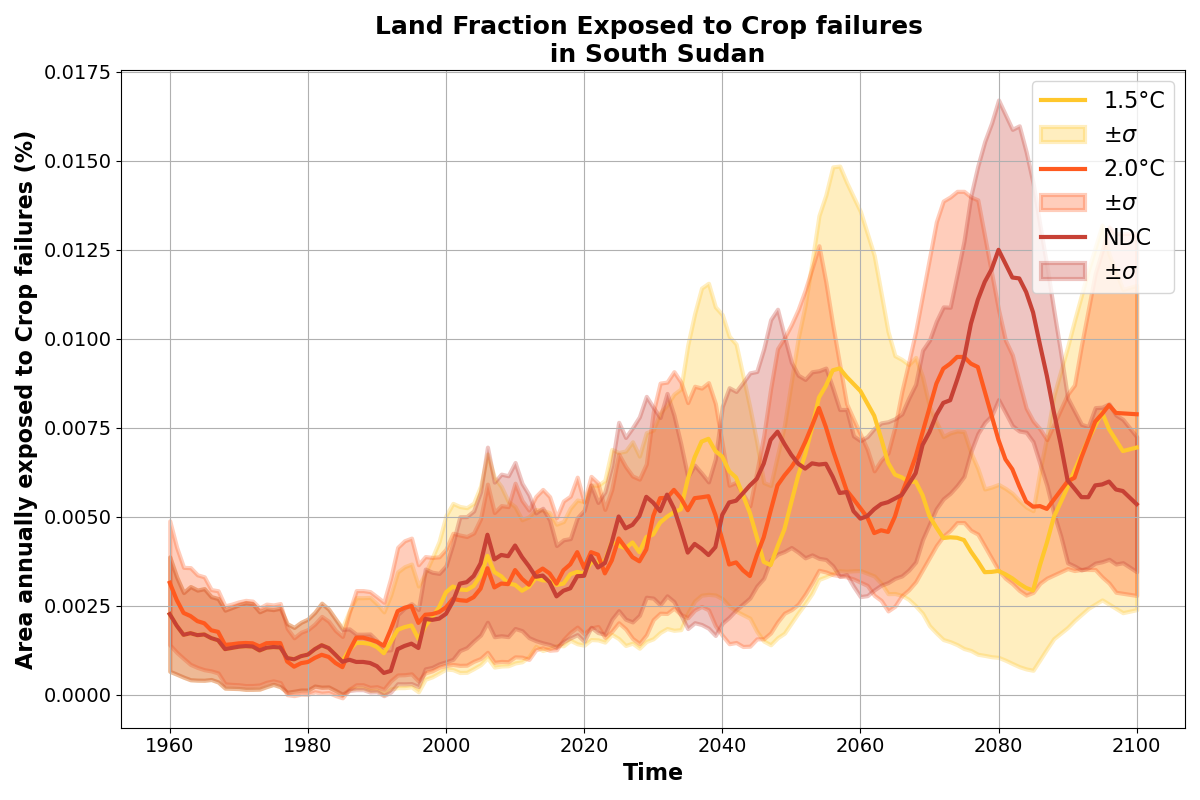 Land Fraction Exposed to Crop failures
in South Sudan
Area annually exposed to Crop failures (%)
0.0175
0.0150
0.0125
0.0100
0.0075
0.0050
0.0025
0.0000
1.5°C
±σ
2.0°C
±σ
NDC
±σ
1960
1980
2000
2020
2040
2060
2080
2100
Time